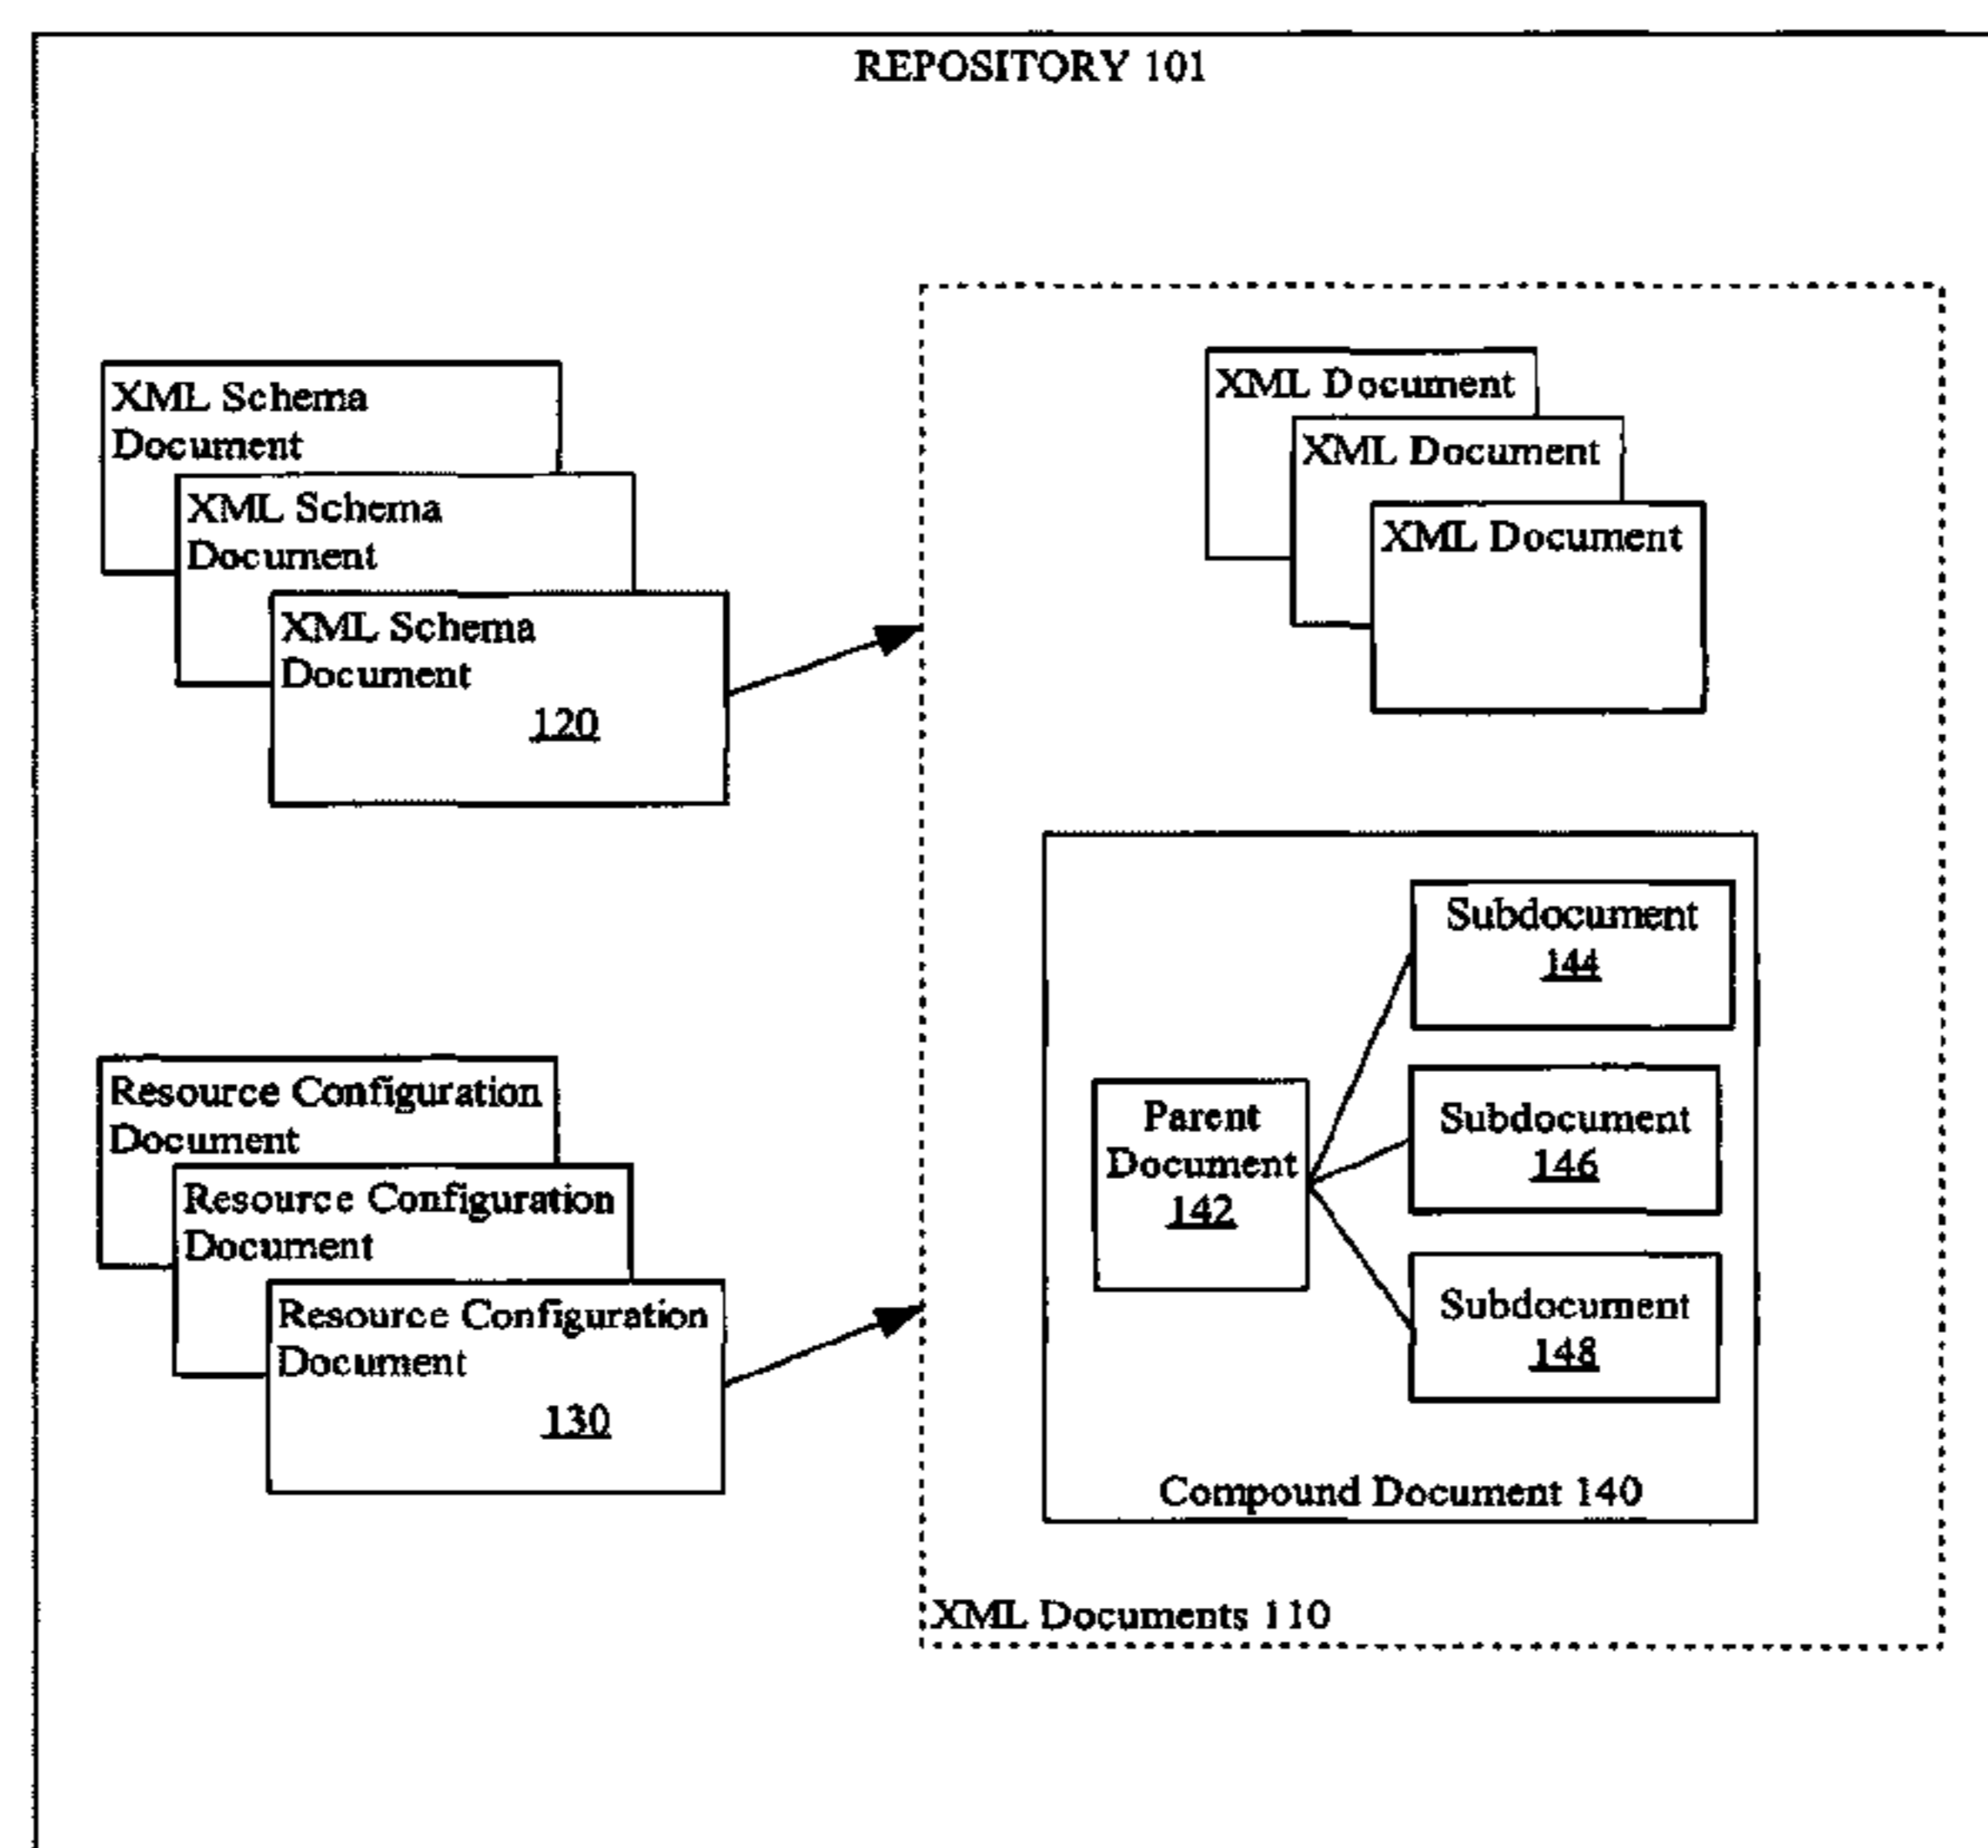 REPOSITORY 101
XML Schema
Document
XML Schema
Document
XML Schema
Document
120
Resource Configuration
Document
Resource Configuration
Document
Resource Configuration
Document
130
XML Document
XML Document
XML Document
Subdocument
144
Parent
Document
142
Subdocument
146
Subdocument
148
Compound Document 140
XML Documents 110